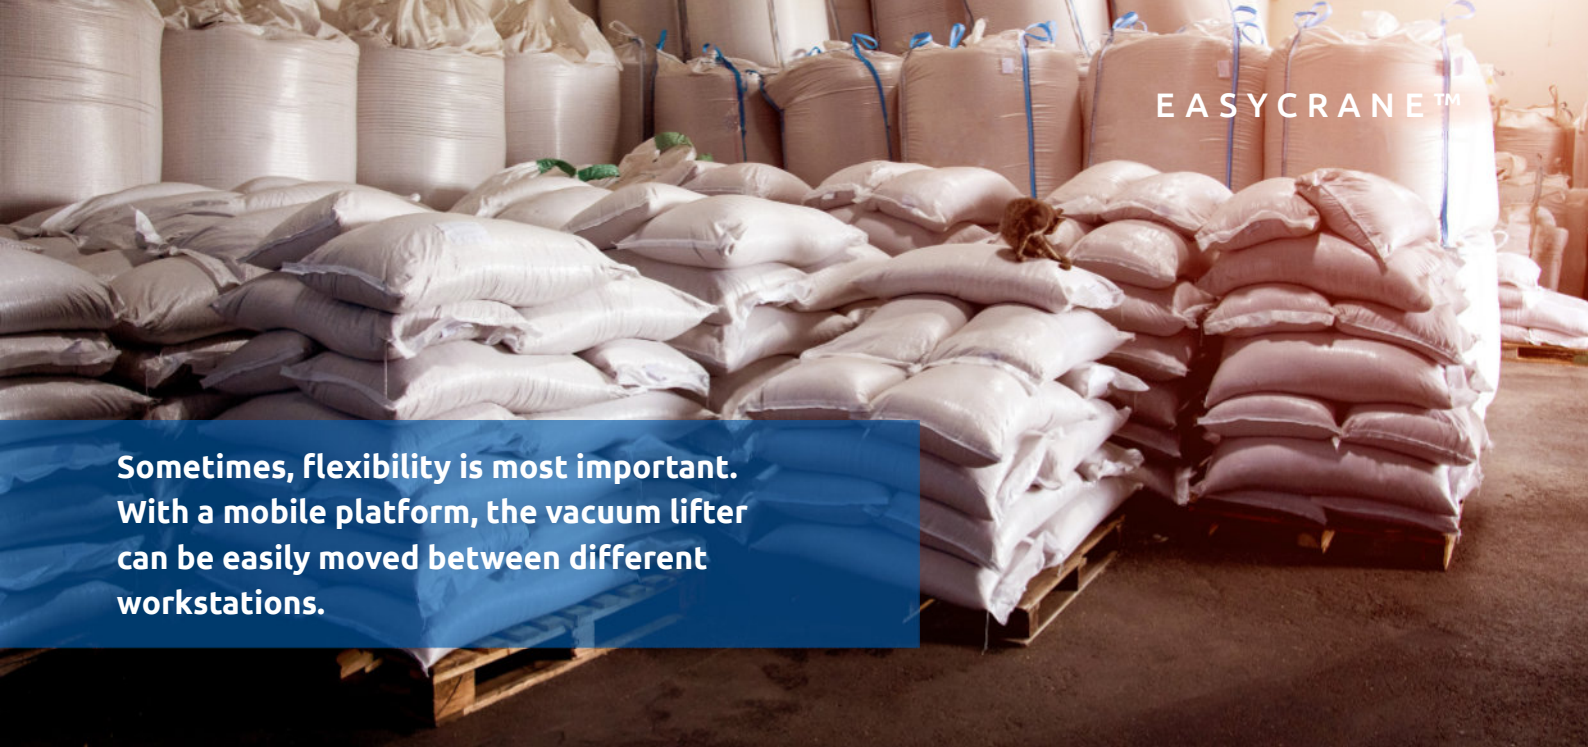 EASYCRANE™
Sometimes, flexibility is most important.
With a mobile platform, the vacuum lifter
can be easily moved between different
workstations.